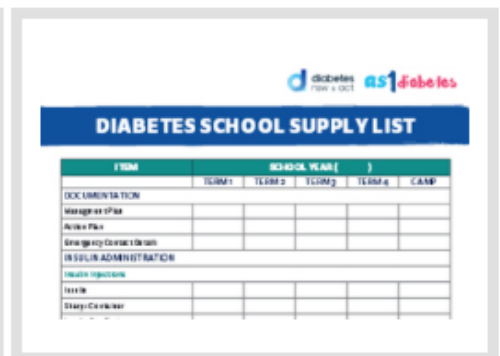 diabetes as1diabetes
nsw & act
DIABETES SCHOOL SUPPLY LIST
ITEM SCHOOL YEAR ( )
TERM 1 TERM 2 TERM 3 TERM 4 CAMP
DOCUMENTATION
Management Plan
Action Plan
Emergency Contact Details
INSULIN ADMINISTRATION
Insulin Injections
Insulin
Sharps Container